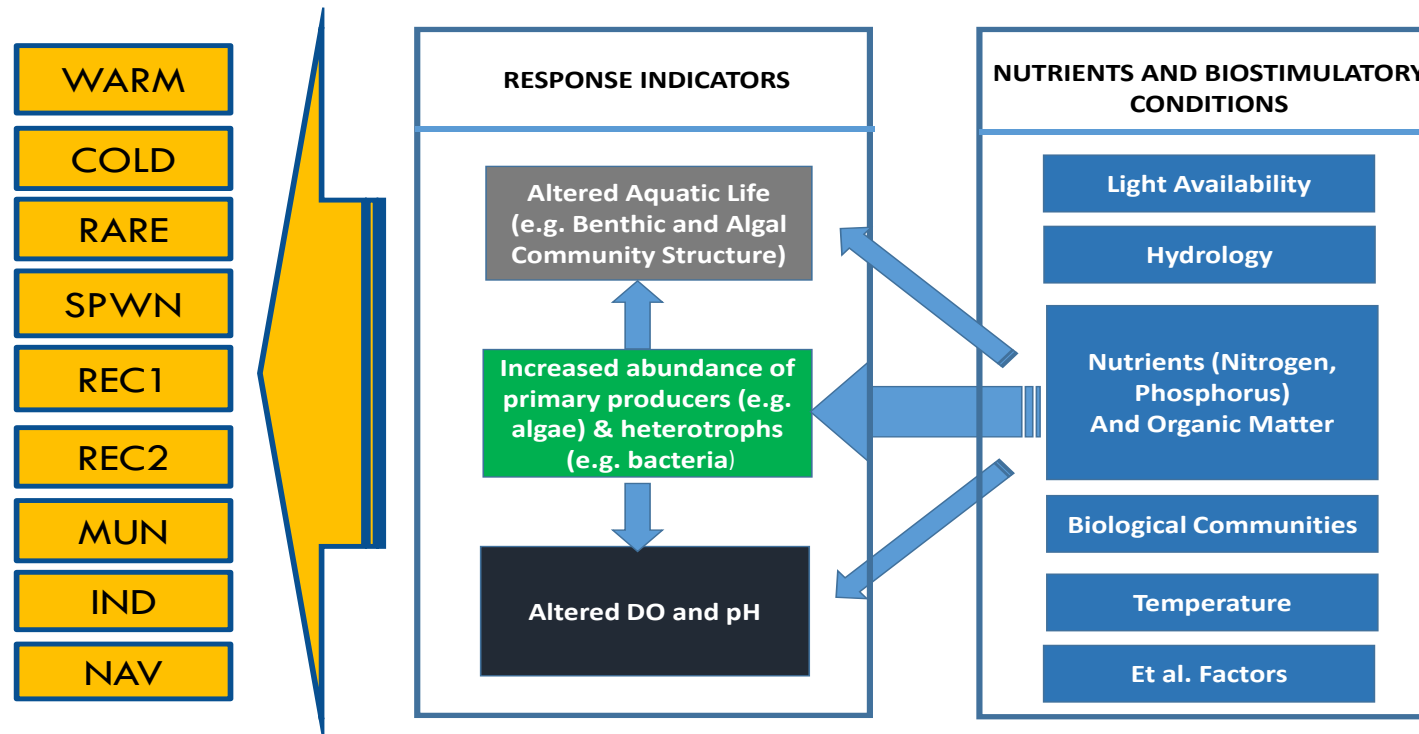 WARM
COLD
RARE
SPWN
REC1
REC2
MUN
IND
NAV
RESPONSE INDICATORS
Altered Aquatic Life
(e.g. Benthic and Algal
Community Structure)
Increased abundance of
primary producers (e.g.
algae) & heterotrophs
(e.g. bacteria)
Altered DO and pH
NUTRIENTS AND BIOSTIMULATORY
CONDITIONS
Light Availability
Hydrology
Nutrients (Nitrogen,
Phosphorus)
And Organic Matter
Biological Communities
Temperature
Et al. Factors